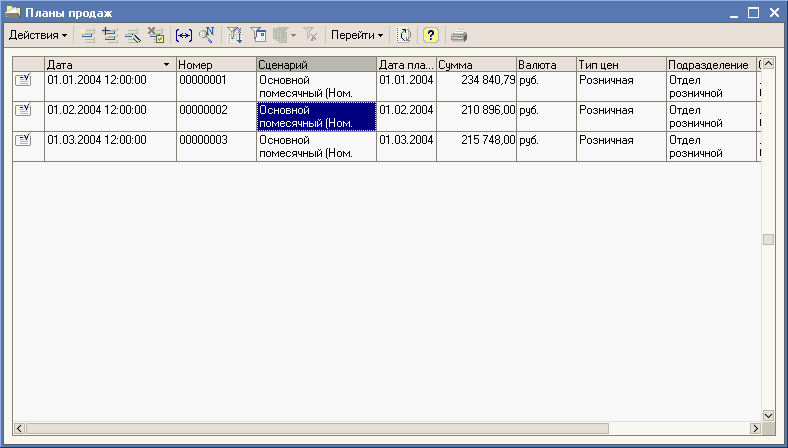 Планы продаж
Действия Перейти
Дата Номер Сценарий Дата пла... Сумма Валюта Тип цен Подразделение
01.01.2004 12:00:00 00000001 Основной 01.01.2004 234 840,79 руб. Розничная Отдел
помесячный (Ном. розничной
01.02.2004 12:00:00 00000002 Основной 01.02.2004 210 896,00 руб. Розничная Отдел
помесячный (Ном. розничной
01.03.2004 12:00:00 00000003 Основной 01.03.2004 215 748,00 руб. Розничная Отдел
помесячный (Ном. розничной